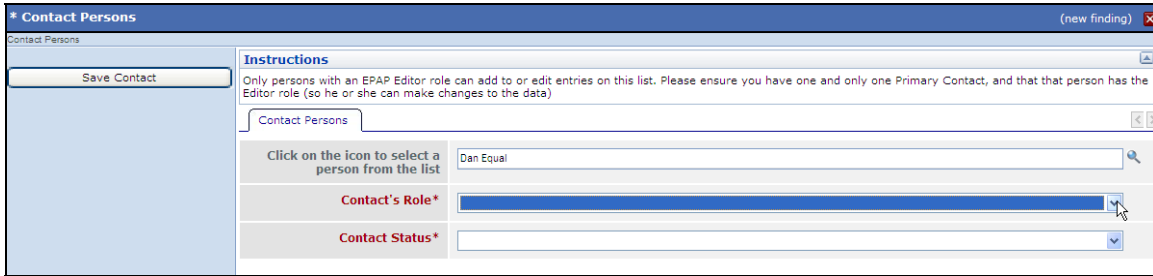 * Contact Persons (new finding)
Contact Persons
Save Contact
Instructions
Only persons with an EPAP Editor role can add to or edit entries on this list. Please ensure you have one and only one Primary Contact, and that that person has the
Editor role (so he or she can make changes to the data)
Contact Persons
Click on the icon to select a
person from the list
Dan Equal
Contact's Role*
Contact Status*